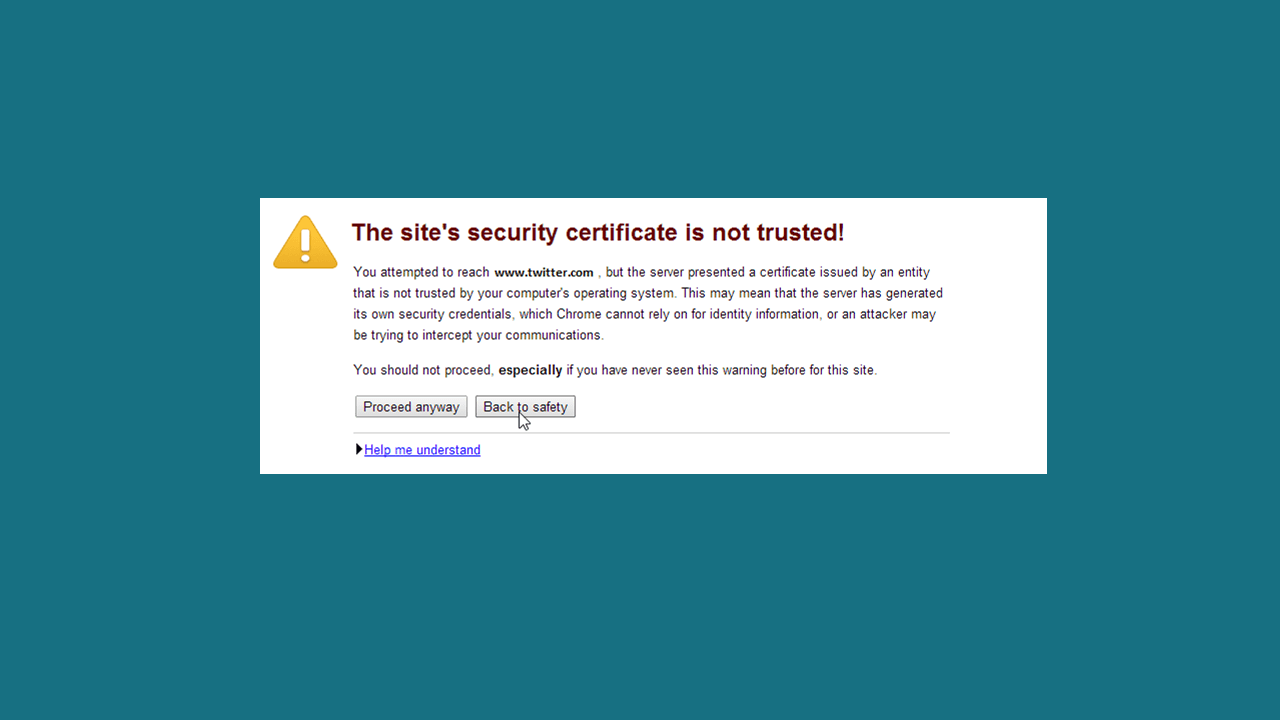 The site's security certificate is not trusted!
You attempted to reach www.twitter.com , but the server presented a certificate issued by an entity
that is not trusted by your computer's operating system. This may mean that the server has generated
its own security credentials, which Chrome cannot rely on for identity information, or an attacker may
be trying to intercept your communications.
You should not proceed, especially if you have never seen this warning before for this site.
Proceed anyway Back to safety
Help me understand